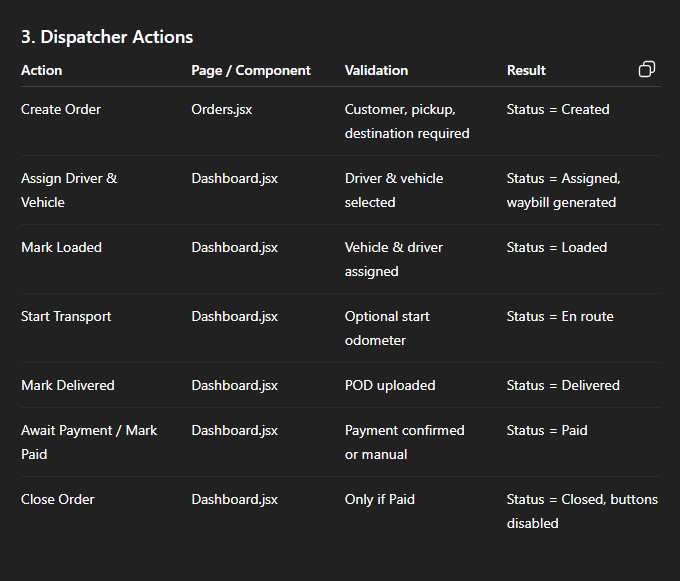 3. Dispatcher Actions
Action Page / Component Validation Result
Create Order Orders.jsx Customer, pickup, Status = Created
destination required
Assign Driver & Dashboard.jsx Driver & vehicle Status = Assigned,
Vehicle selected waybill generated
Mark Loaded Dashboard.jsx Vehicle & driver Status = Loaded
assigned
Start Transport Dashboard.jsx Optional start Status = En route
odometer
Mark Delivered Dashboard.jsx POD uploaded Status = Delivered
Await Payment / Mark Dashboard.jsx Payment confirmed Status = Paid
Paid or manual
Close Order Dashboard.jsx Only if Paid Status = Closed, buttons
disabled